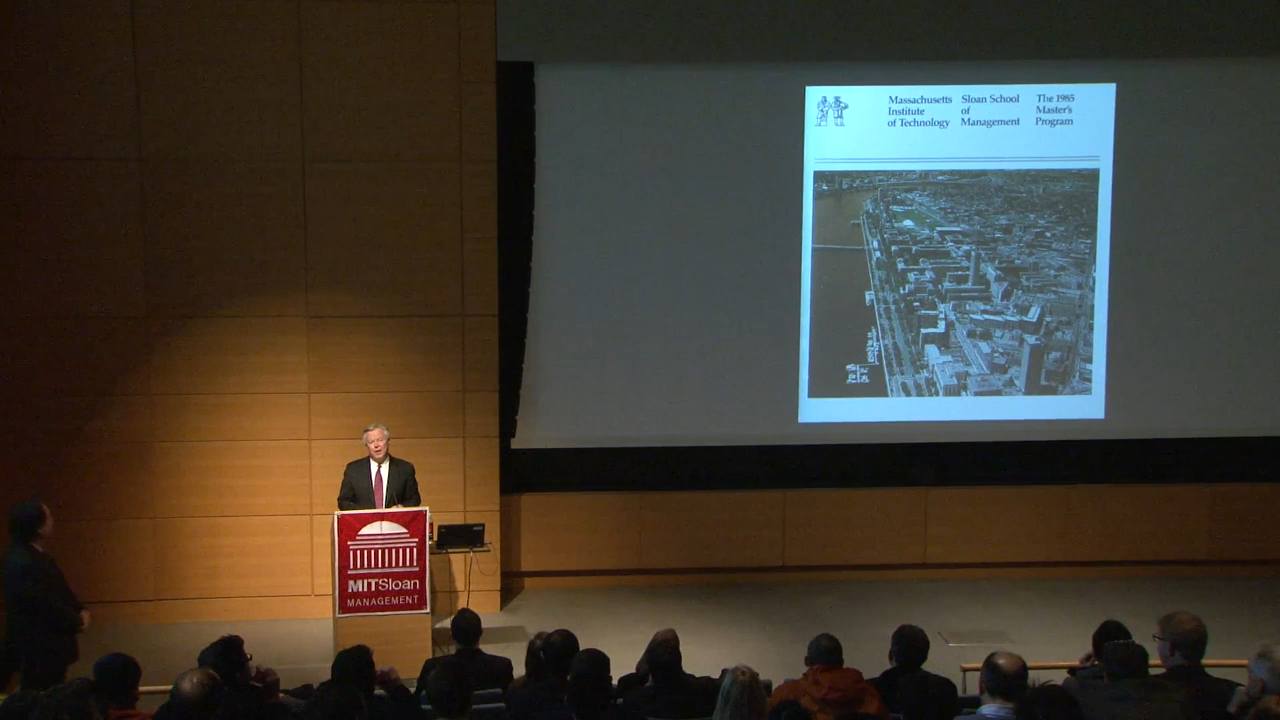 Massachusetts
Institute
of Technology
Sloan School
of
Management
The 1985
Master's
Program
MITSloan
MANAGEMENT